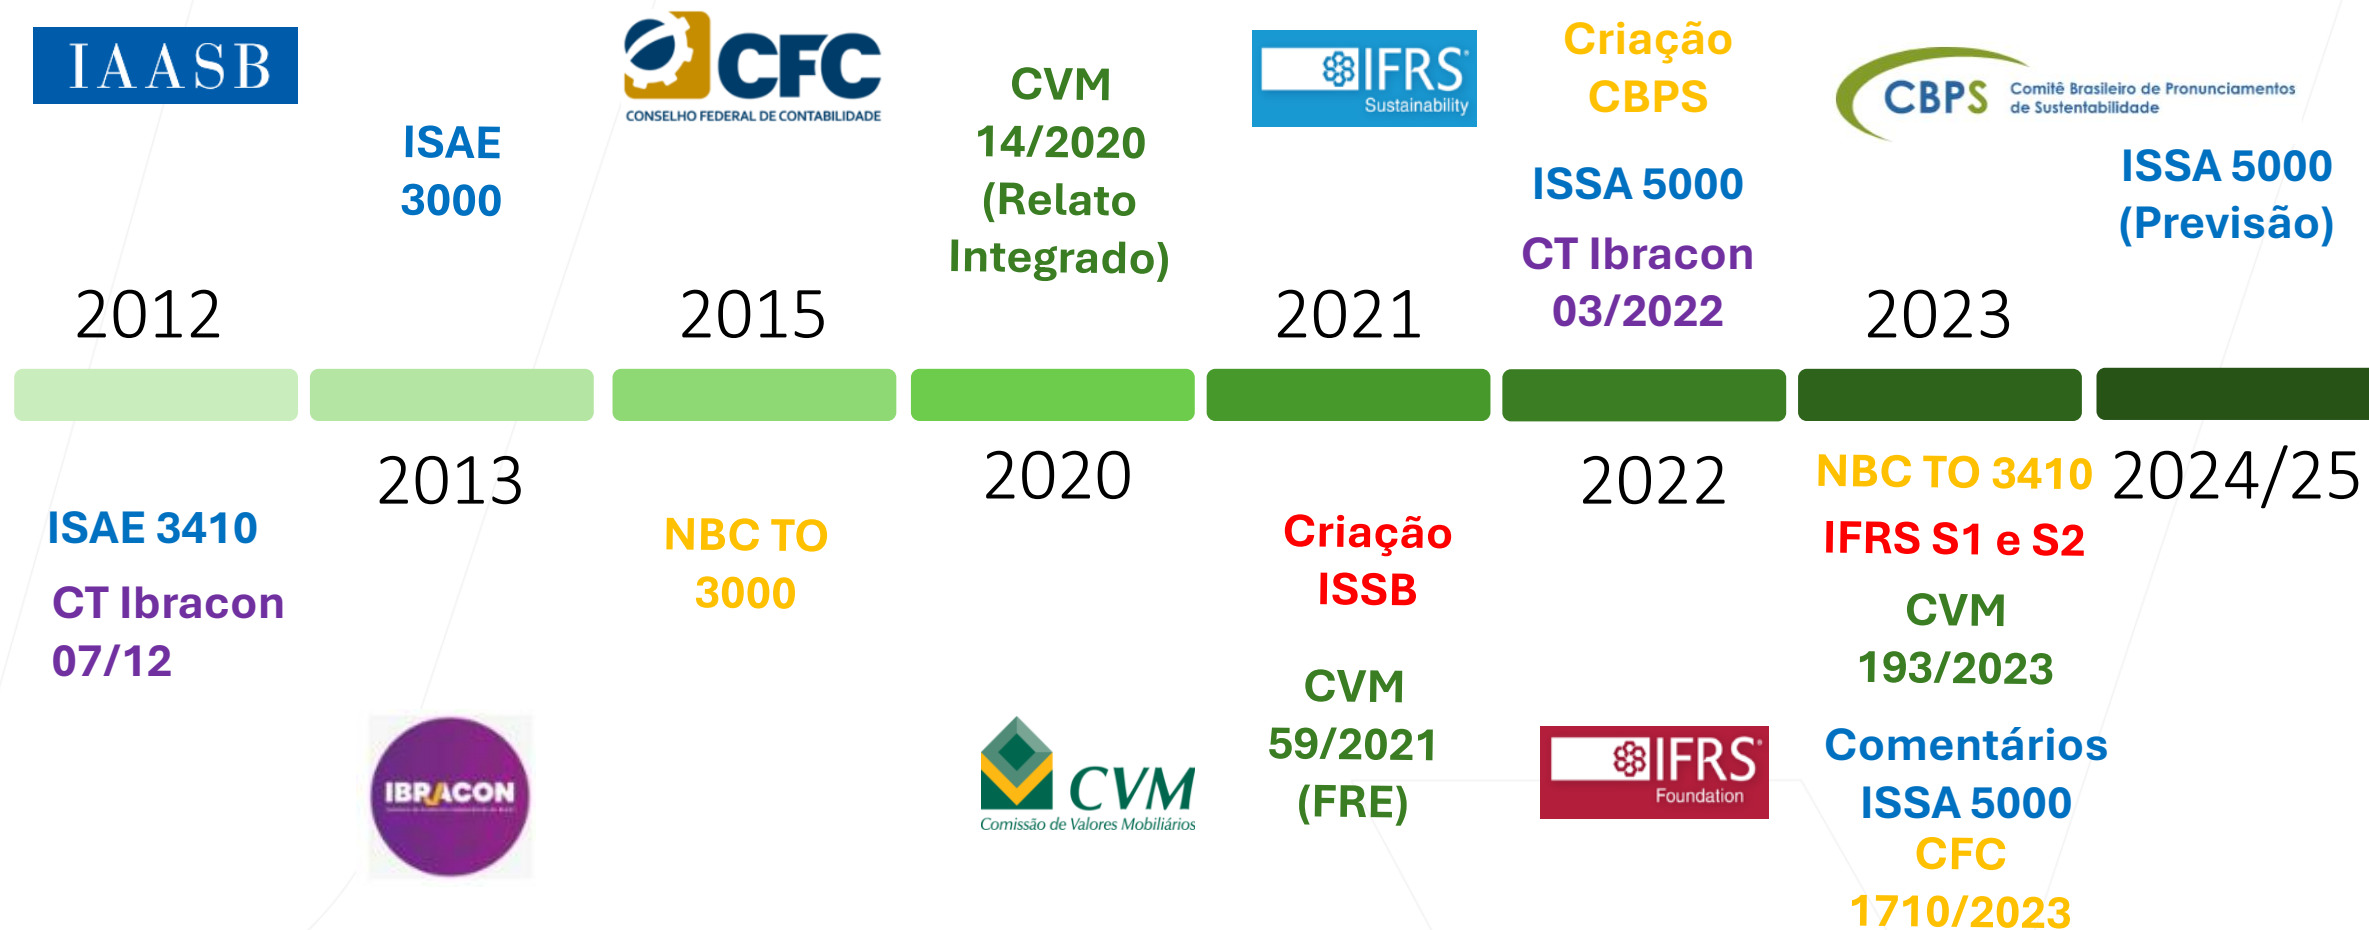 IAASB
ISAE
3000
CFC
CONSELHO FEDERAL DE CONTABILIDADE
CVM
14/2020
(Relato
Integrado)
IFRS
Sustainability
Criação
CBPS
ISSA 5000
CT Ibracon
03/2022
CBPS
Comitê Brasileiro de Pronunciamentos
de Sustentabilidade
ISSA 5000
(Previsão)
2012
2015
2021
2023
2013
2020
2022
2024/25
ISAE 3410
CT Ibracon
07/12
IBRACON
NBC TO
3000
CVM
Comissão de Valores Mobiliários
Criação
ISSB
CVM
59/2021
(FRE)
IFRS
Foundation
NBC TO 3410
IFRS S1 e S2
CVM
193/2023
Comentários
ISSA 5000
CFC
1710/2023